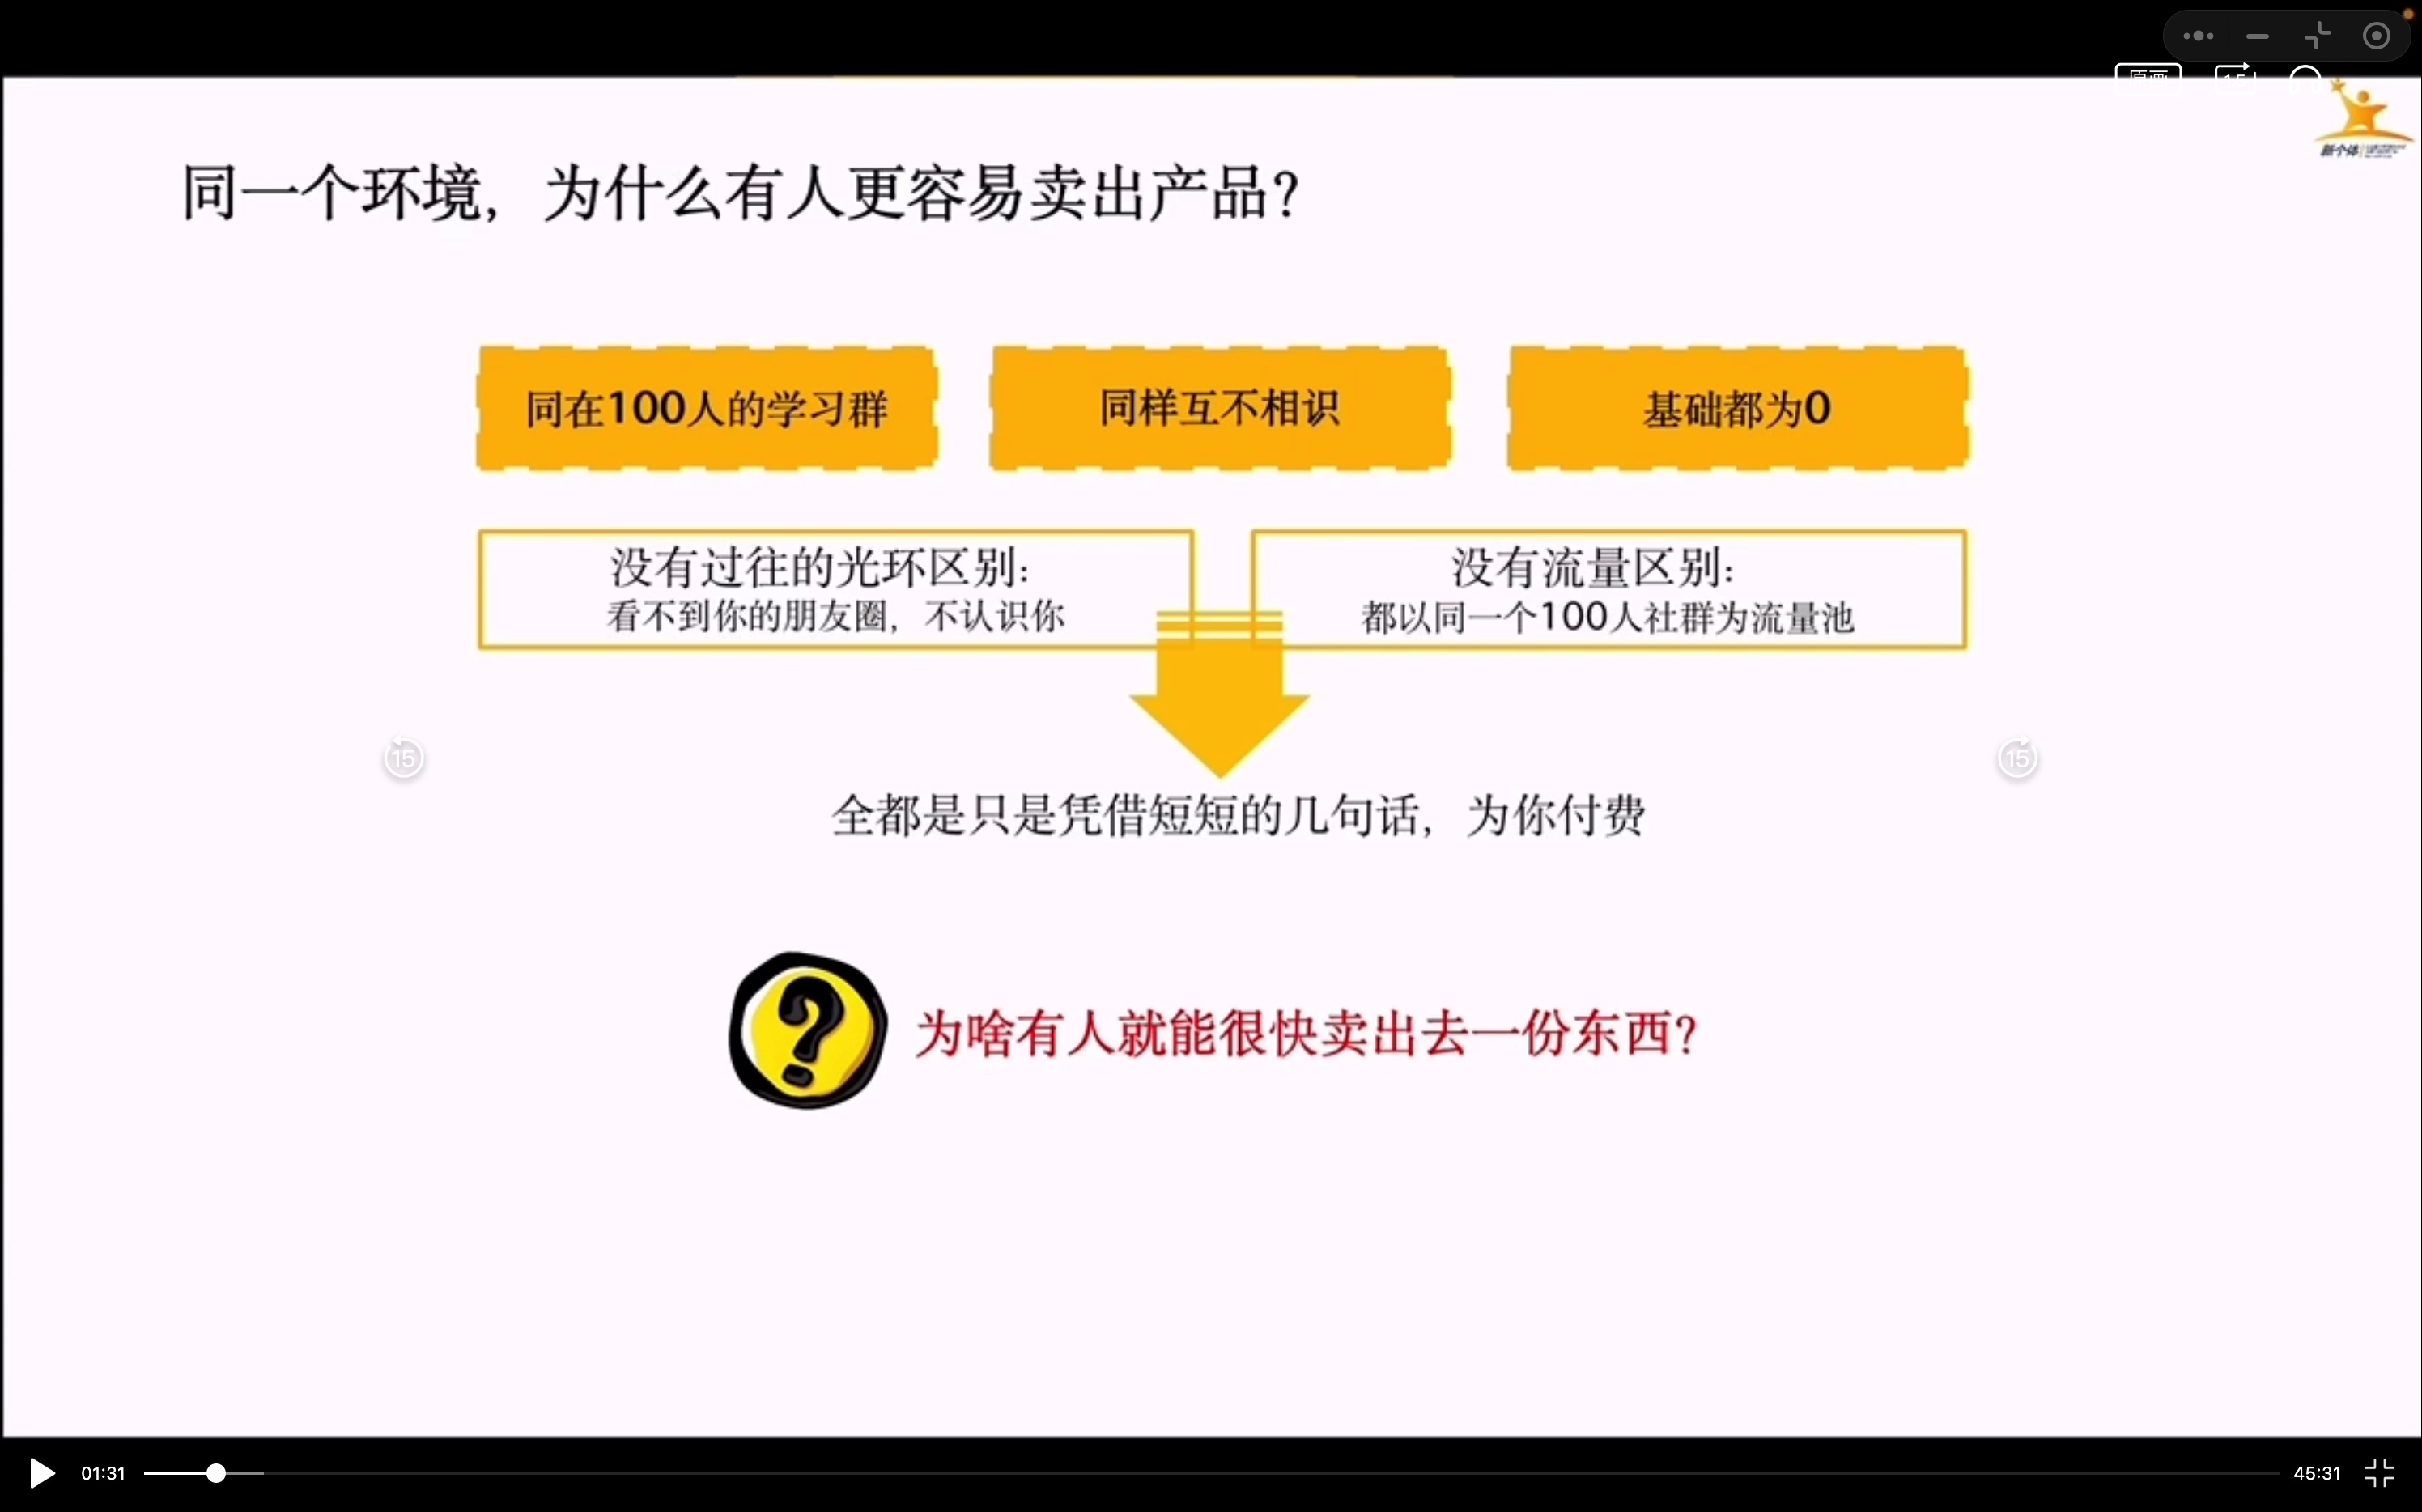 原画
同一个环境，为什么有人更容易卖出产品？
新个体
同在100人的学习群
同样互不相识
基础都为0
没有过往的光环区别：
看不到你的朋友圈，不认识你
没有流量区别：
都以同一个100人社群为流量池
15
15
全都是只是凭借短短的几句话，为你付费
为啥有人就能很快卖出去一份东西？
01:31
45:31